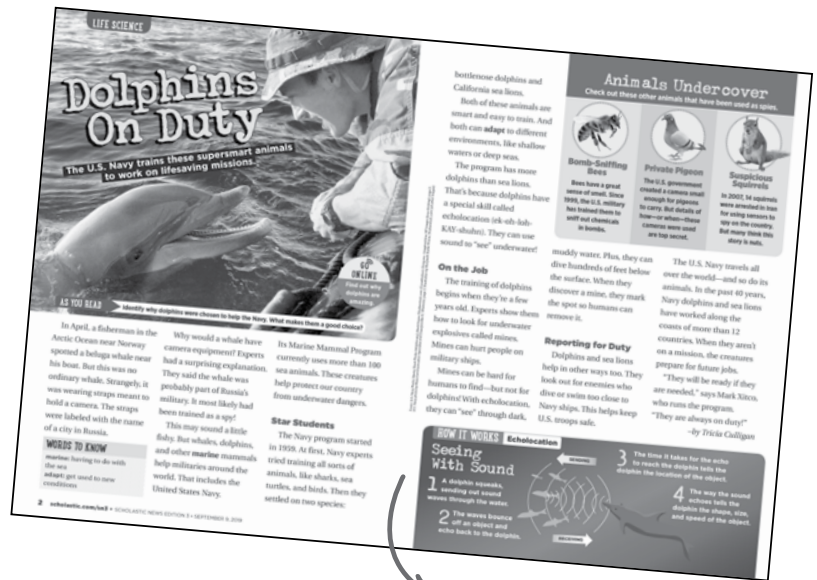 LIFE SCIENCE
Dolphins
On Duty
The U.S. Navy trains these supersmart animals
to work on lifesaving missions.
GO
ONLINE
Find out why
dolphins are
amazing
AS YOU READ
Identify why dolphins were chosen to help the Navy. What makes them a good choice?
In April, a fisherman in the
Arctic Ocean near Norway
spotted a beluga whale near
his boat. But this was no
ordinary whale. Strangely, it
was wearing straps meant to
hold a camera. The straps
were labeled with the name
of a city in Russia.
WORDS TO KNOW
marine: having to do with
the sea
adapt: get used to new
conditions
Why would a whale have
camera equipment? Experts
had a surprising explanation.
They said the whale was
probably part of Russia's
military. It most likely had
been trained as a spy!
This may sound a little
fishy. But whales, dolphins,
and other marine mammals
help militaries around the
world. That includes the
United States Navy.
Its Marine Mammal Program
currently uses more than 100
sea animals. These creatures
help protect our country
from underwater dangers.
Star Students
The Navy program started
in 1959. At first, Navy experts
tried training all sorts of
animals, like sharks, sea
turtles, and birds. Then they
settled on two species:
2 scholastic.com/sn3 • SCHOLASTIC NEWS EDITION 3 • SEPTEMBER 9, 2019
bottlenose dolphins and
California sea lions.
Both of these animals are
smart and easy to train. And
both can adapt to different
environments, like shallow
waters or deep seas.
The program has more
dolphins than sea lions.
That's because dolphins have
a special skill called
echolocation (ek-oh-loh-
KAY-shuhn). They can use
sound to "see" underwater!
On the Job
The training of dolphins
begins when they're a few
years old. Experts show them
how to look for underwater
explosives called mines.
Mines can hurt people on
military ships.
Mines can be hard for
humans to find—but not for
dolphins! With echolocation,
they can "see" through dark,
muddy water. Plus, they can
dive hundreds of feet below
the surface. When they
discover a mine, they mark
the spot so humans can
remove it.
Reporting for Duty
Dolphins and sea lions
help in other ways too. They
look out for enemies who
dive or swim too close to
Navy ships. This helps keep
U.S. troops safe.
The U.S. Navy travels all
over the world—and so do its
animals. In the past 40 years,
Navy dolphins and sea lions
have worked along the
coasts of more than 12
countries. When they aren't
on a mission, the creatures
prepare for future jobs.
"They will be ready if they
are needed," says Mark Xitco,
who runs the program.
"They are always on duty!"
—by Tricia Culligan
Animals Undercover
Check out these other animals that have been used as spies.
Bomb-Sniffing
Bees
Bees have a great
sense of smell. Since
1999, the U.S. military
has trained them to
sniff out chemicals
in bombs.
Private Pigeon
The U.S. government
created a camera small
enough for pigeons
to carry. But details of
how—or when—these
cameras were used
are top secret.
Suspicious
Squirrels
In 2007, 14 squirrels
were arrested in Iran
for using sensors to
spy on the country.
But many think this
story is nuts.
HOW IT WORKS Echolocation
Seeing
With Sound
1 A dolphin squeaks,
sending out sound
waves through the water.
2 The waves bounce
off an object and
echo back to the dolphin.
3 The time it takes for the echo
to reach the dolphin tells the
dolphin the location of the object.
4 The way the sound
echoes tells the
dolphin the shape, size,
and speed of the object.
RECEIVING